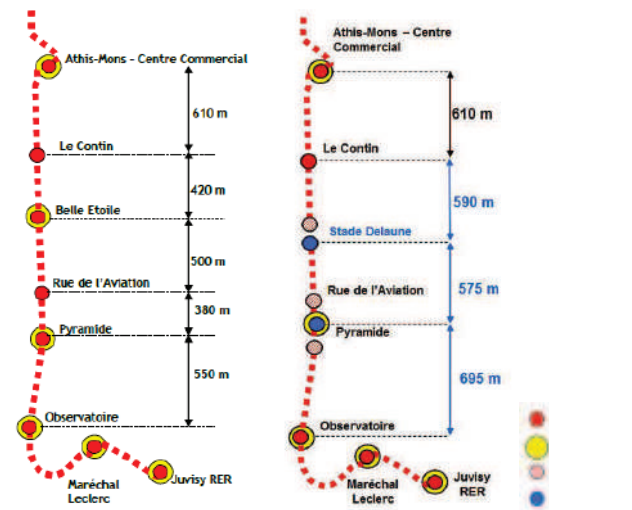 Athis-Mons - Centre Commercial
610 m
Le Contin
420 m
Belle Etoile
500 m
Rue de l'Aviation
380 m
Pyramide
550 m
Observatoire
Maréchal
Leclerc
Juvisy RER
Athis-Mons – Centre
Commercial
610 m
Le Contin
590 m
Stade Delaune
575 m
Rue de l'Aviation
Pyramide
695 m
Observatoire
Maréchal
Leclerc
Juvisy
RER